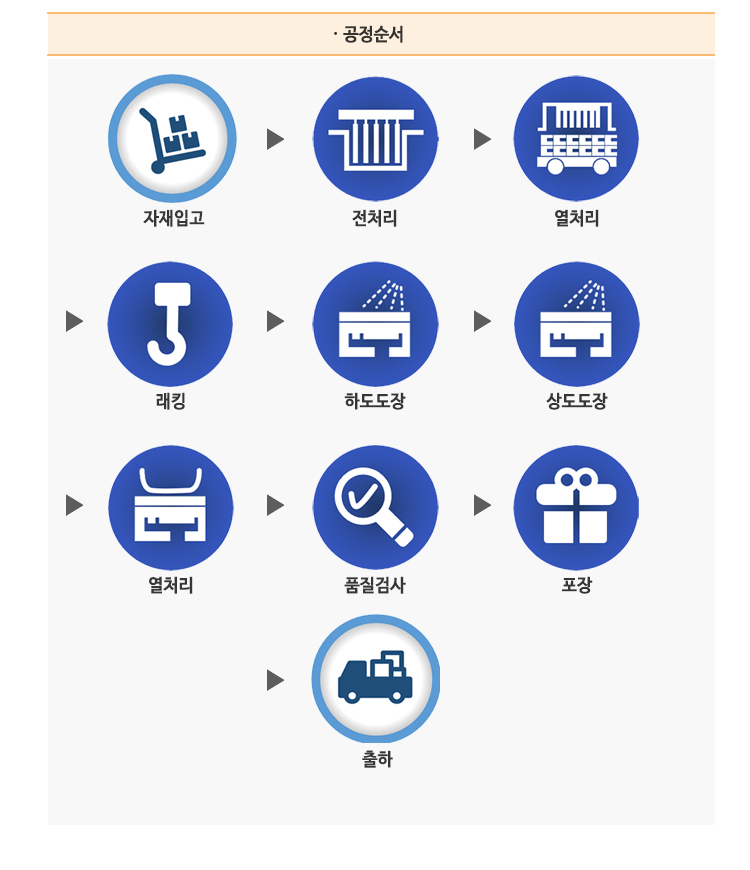 · 공정순서
자재입고
전처리
열처리
래킹
하도도장
상도도장
열처리
품질검사
포장
출하